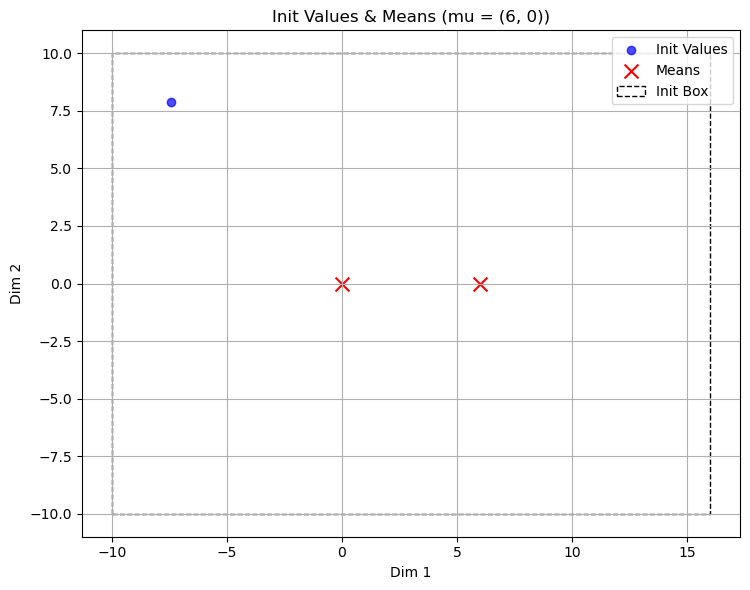 Init Values & Means (mu = (6, 0))
Init Values
Means
Init Box
Dim 2
10.0
7.5
5.0
2.5
0.0
−2.5
−5.0
−7.5
−10.0
−10
−5
0
5
10
15
Dim 1